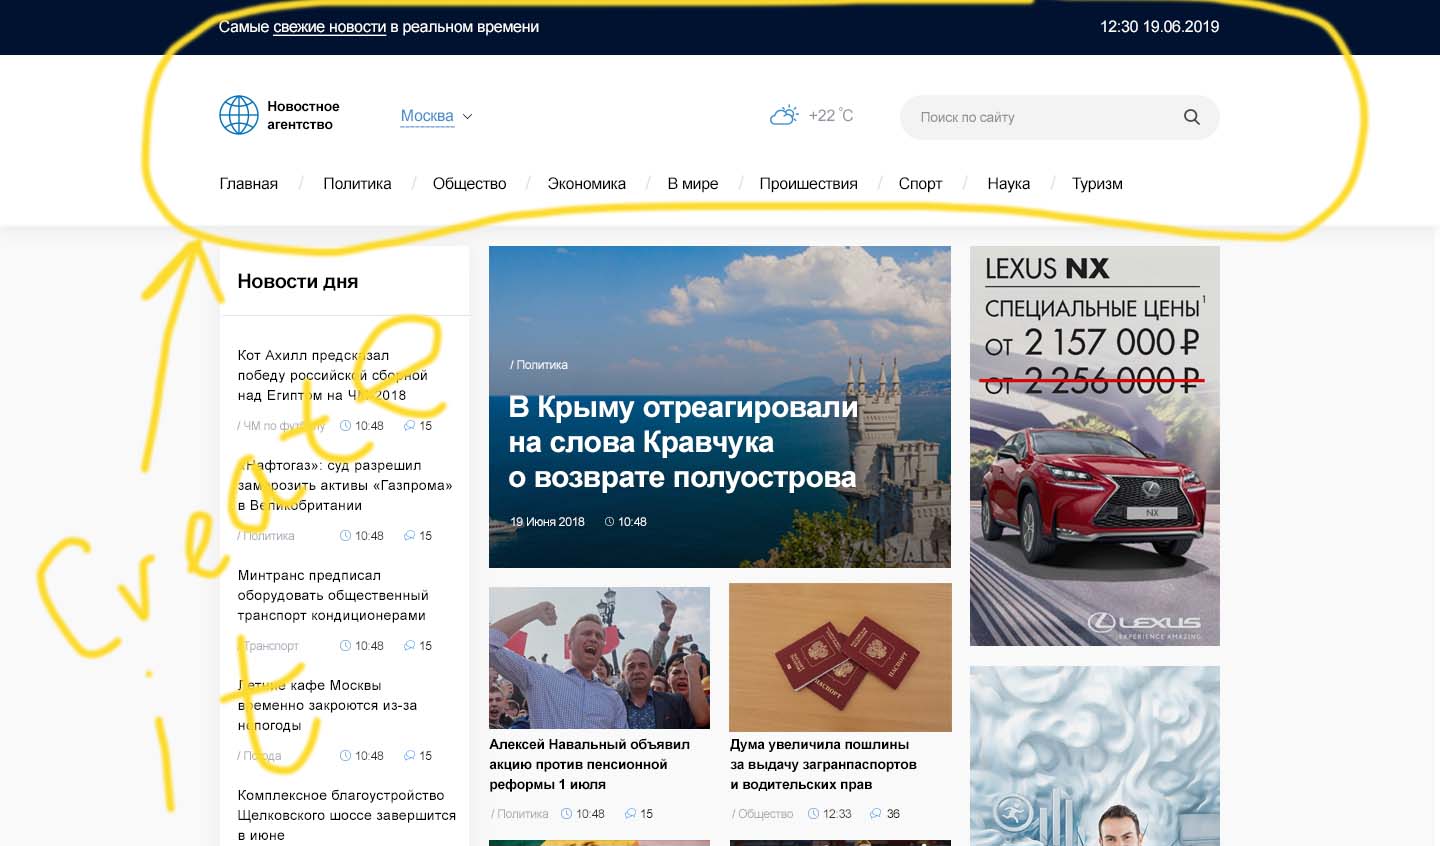 Самые свежие новости в реальном времени
12:30 19.06.2019
Новостное
агентство
Москва
+22 °C
Поиск по сайту
Главная / Политика / Общество / Экономика / В мире / Проишествия / Спорт / Наука / Туризм
Create
it
Новости дня
Кот Ахилл предсказал
победу российской сборной
над Египтом на ЧМ 2018
/ ЧМ по футболу 10:48 15
«Нафтогаз»: суд разрешил
заморозить активы «Газпрома»
в Великобритании
/ Политика 10:48 15
Минтранс предписал
оборудовать общественный
транспорт кондиционерами
/ Транспорт 10:48 15
Летние кафе Москвы
временно закроются из-за
непогоды
/ Погода 10:48 15
Комплексное благоустройство
Щелковского шоссе завершится
в июне
/ Политика
В Крыму отреагировали
на слова Кравчука
о возврате полуострова
19 Июня 2018 10:48
Алексей Навальный объявил
акцию против пенсионной
реформы 1 июля
/ Политика 10:48 15
ПАСПОРТ
ПАСПОРТ
Дума увеличила пошлины
за выдачу загранпаспортов
и водительских прав
/ Общество 12:33 36
LEXUS NX
СПЕЦИАЛЬНЫЕ ЦЕНЫ1
ОТ 2 157 000 ₽
ОТ 2 256 000 ₽
NX
LEXUS
EXPERIENCE AMAZING